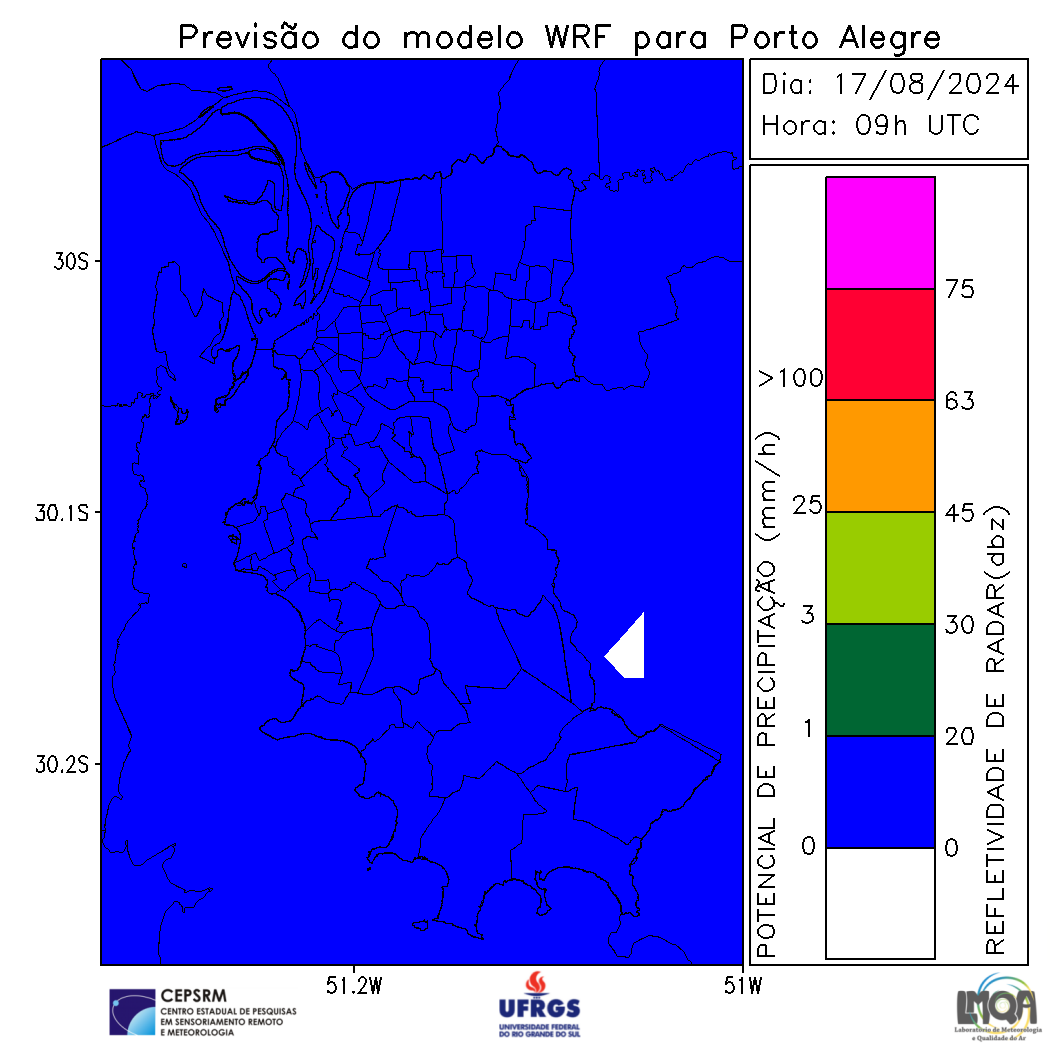 Previsão do modelo WRF para Porto Alegre
Dia: 17/08/2024
Hora: 09h UTC
30S
30.1S
30.2S
51.2W
51W
POTENCIAL DE PRECIPITAÇÃO (mm/h)
>100
25
3
1
0
75
63
45
30
20
0
REFLETIVIDADE DE RADAR(dbz)
CEPSRM
CENTRO ESTADUAL DE PESQUISAS
EM SENSORIAMENTO REMOTO
E METEOROLOGIA
UFRGS
UNIVERSIDADE FEDERAL
DO RIO GRANDE DO SUL
LMQA
Laboratório de Meteorologia
e Qualidade do Ar